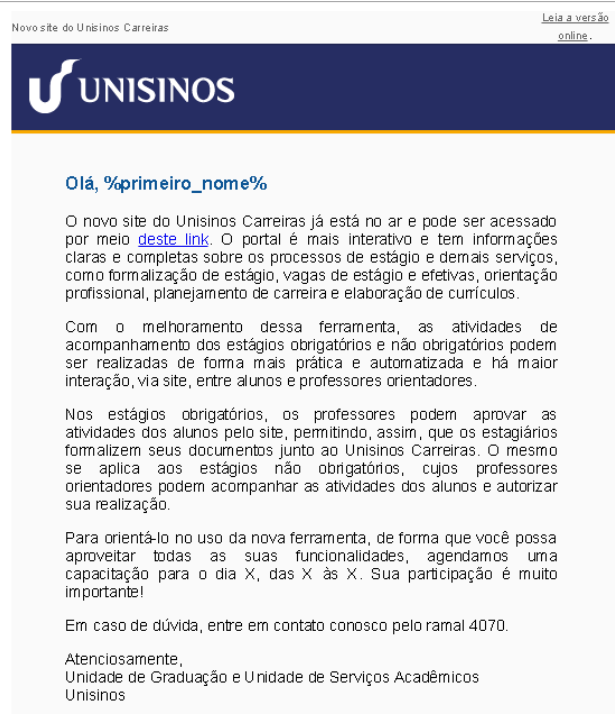 Novo site do Unisinos Carreiras
Leia a versão
online.
UNISINOS
Olá, %primeiro_nome%
O novo site do Unisinos Carreiras já está no ar e pode ser acessado
por meio deste link. O portal é mais interativo e tem informações
claras e completas sobre os processos de estágio e demais serviços,
como formalização de estágio, vagas de estágio e efetivas, orientação
profissional, planejamento de carreira e elaboração de currículos.
Com o melhoramento dessa ferramenta, as atividades de
acompanhamento dos estágios obrigatórios e não obrigatórios podem
ser realizadas de forma mais prática e automatizada e há maior
interação, via site, entre alunos e professores orientadores.
Nos estágios obrigatórios, os professores podem aprovar as
atividades dos alunos pelo site, permitindo, assim, que os estagiários
formalizem seus documentos junto ao Unisinos Carreiras. O mesmo
se aplica aos estágios não obrigatórios, cujos professores
orientadores podem acompanhar as atividades dos alunos e autorizar
sua realização.
Para orientá-lo no uso da nova ferramenta, de forma que você possa
aproveitar todas as suas funcionalidades, agendamos uma
capacitação para o dia X, das X às X. Sua participação é muito
importante!
Em caso de dúvida, entre em contato conosco pelo ramal 4070.
Atenciosamente,
Unidade de Graduação e Unidade de Serviços Acadêmicos
Unisinos